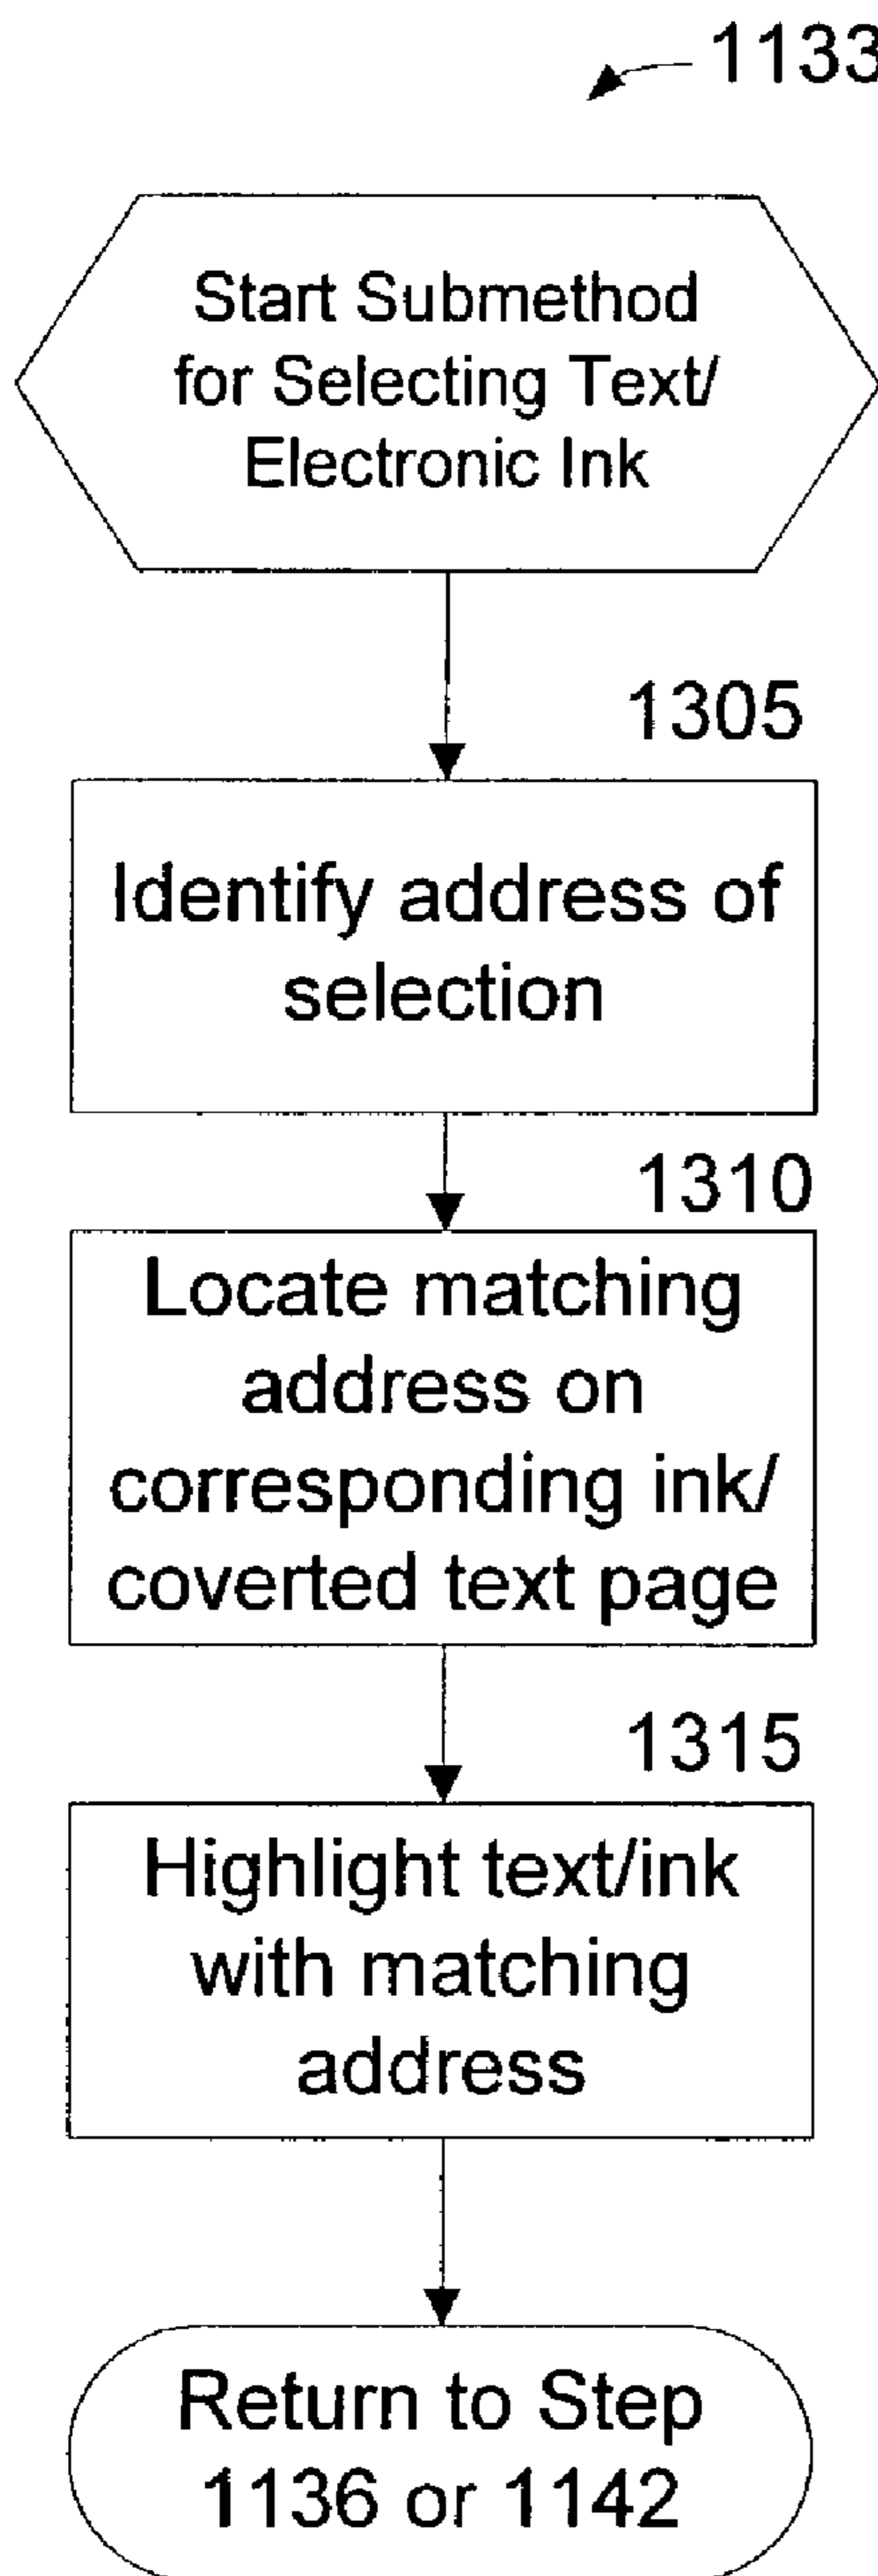 1133
Start Submethod
for Selecting Text/
Electronic Ink
1305
Identify address of
selection
1310
Locate matching
address on
corresponding ink/
coverted text page
1315
Highlight text/ink
with matching
address
Return to Step
1136 or 1142